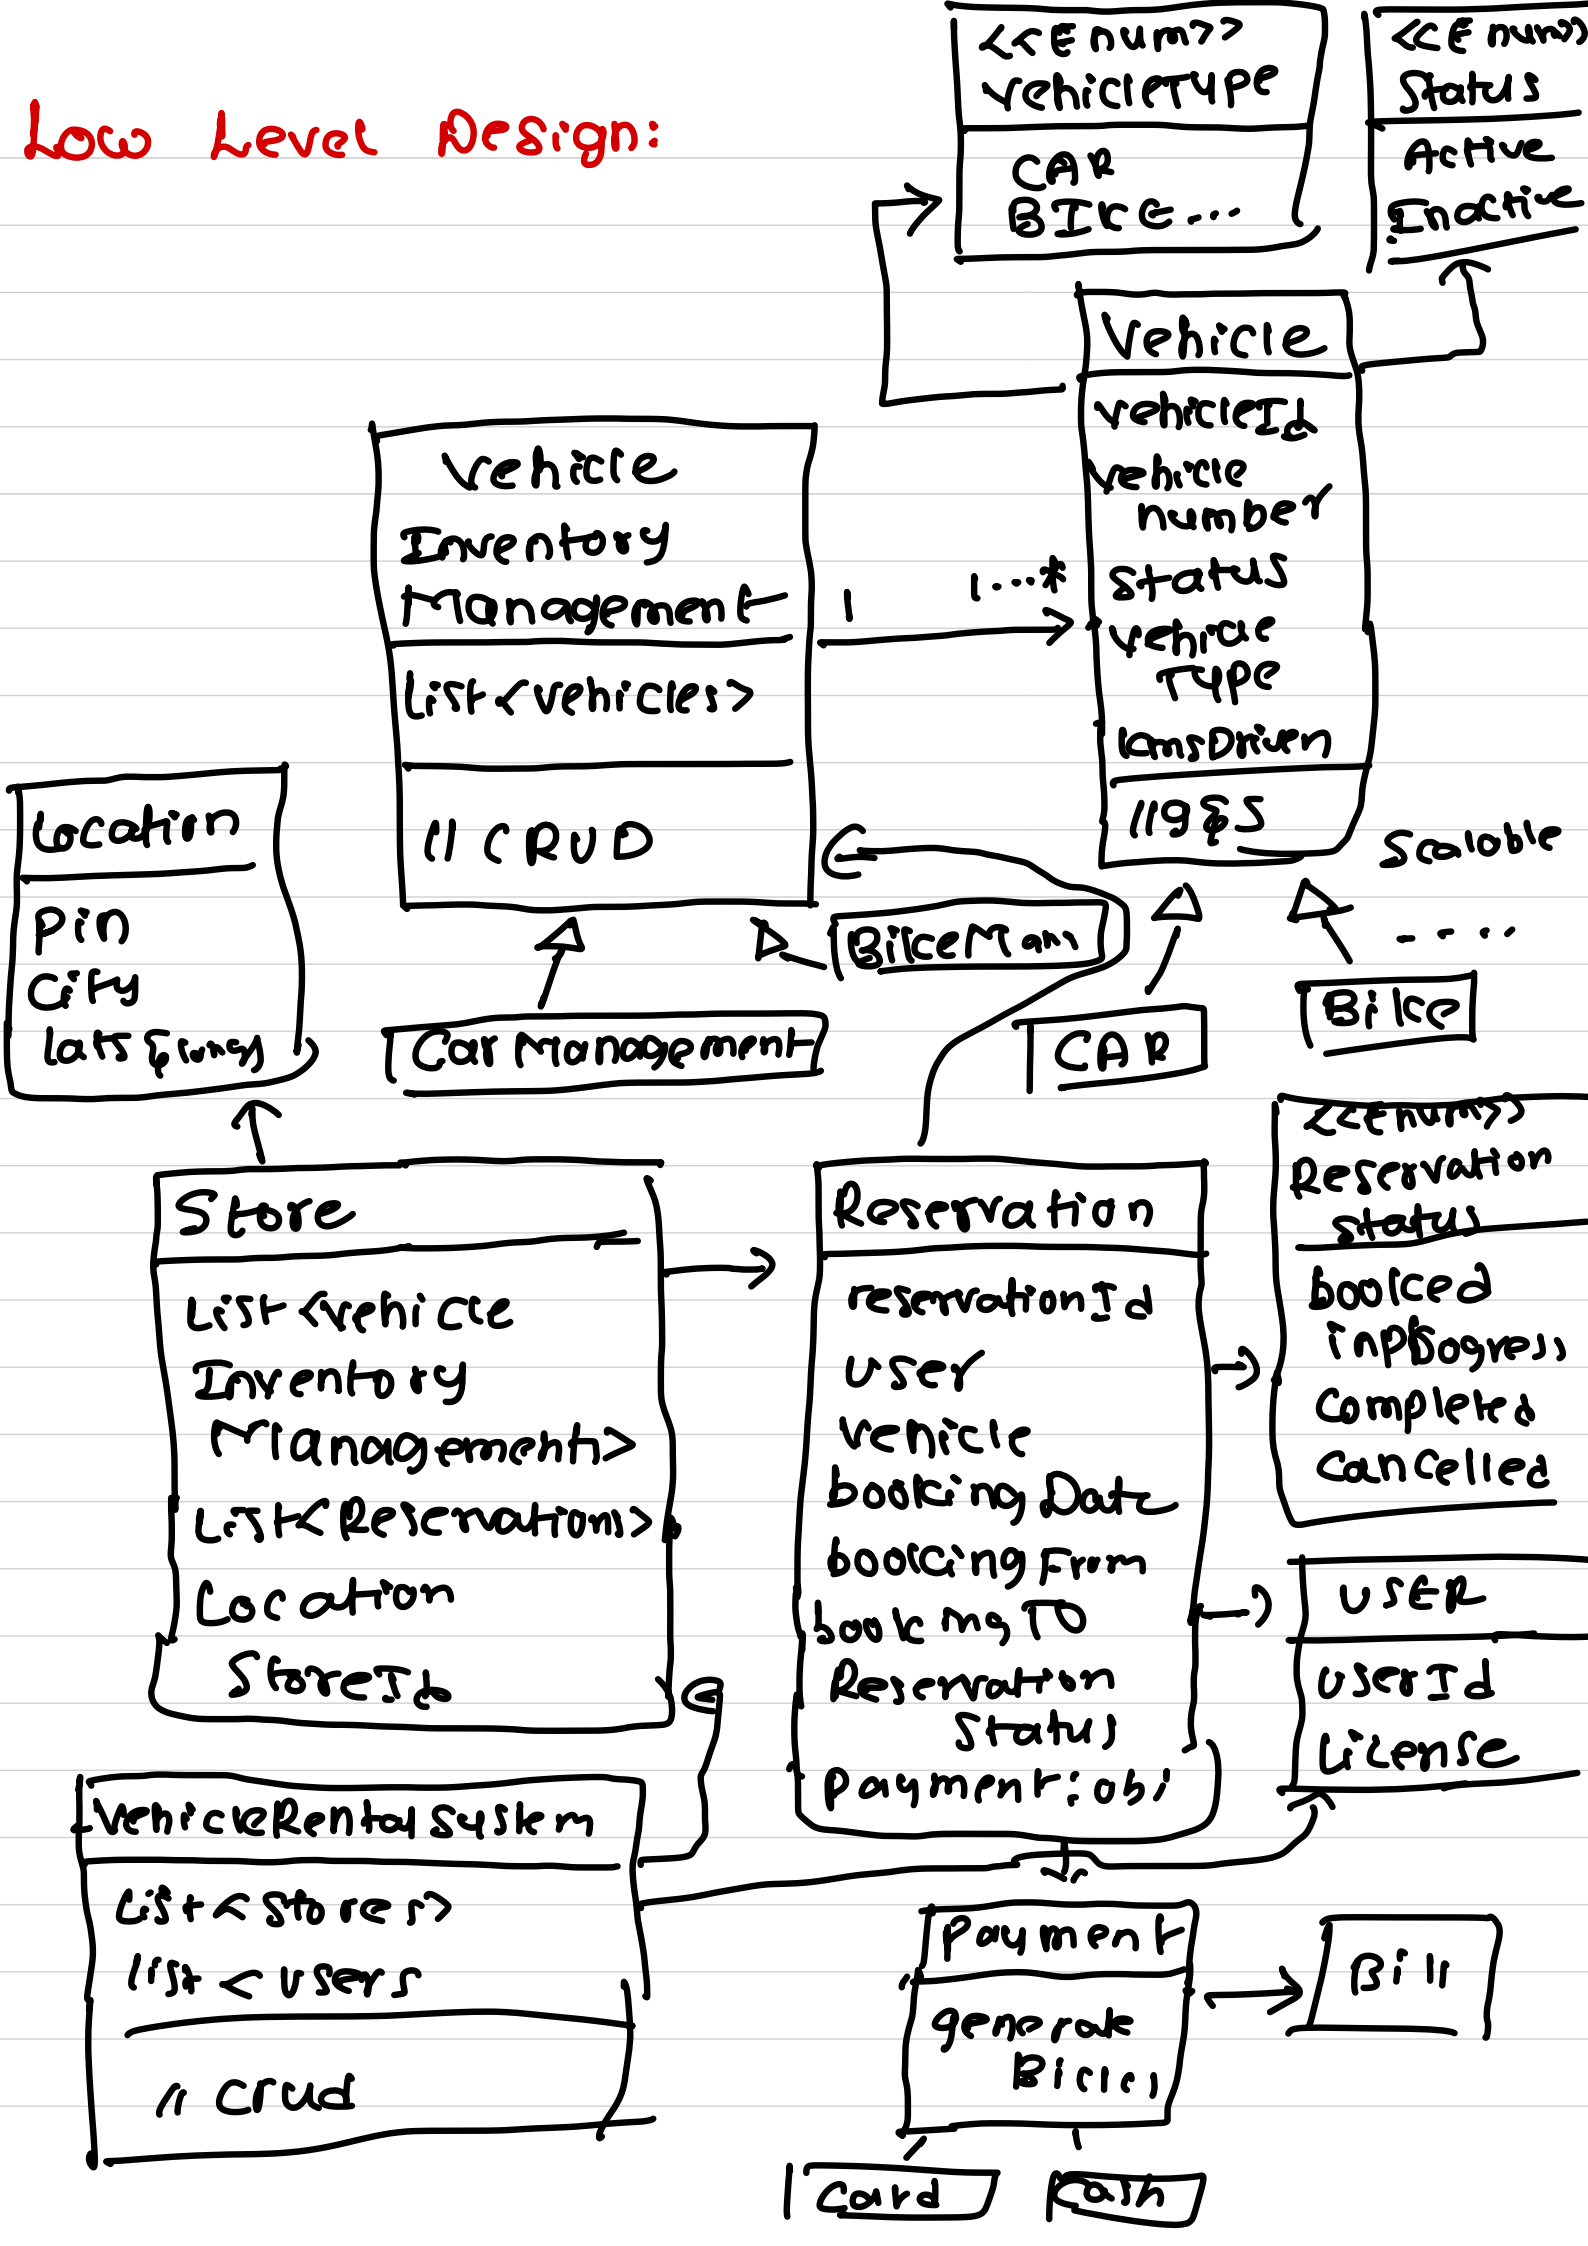 Low Level Design:
<<Enum>>
VehicleType
CAR
BIKE...
<<Enum>>
Status
Active
Inactive
Vehicle
vehicleId
vehicle
number
status
vehicle
Type
kmsDriven
//g&S
Scalable
....
Vehicle
Inventory
Management
List<vehicles>
// CRUD
1
1...*
Location
Pin
City
lats & longs
Car Management
BikeMan
CAR
Bike
Store
List<vehicle
Inventory
Management>
List<Reservations>
Location
StoreId
Reservation
reservationId
user
vehicle
booking Date
booking From
booking TO
Reservation
Status
Payment: obj
<<Enum>>
Reservation
Status
booked
inprogress
Completed
Cancelled
USER
userId
License
VehicleRentalSystem
List<Stores>
list<users
// crud
Payment
generate
Bill
Card
Cash